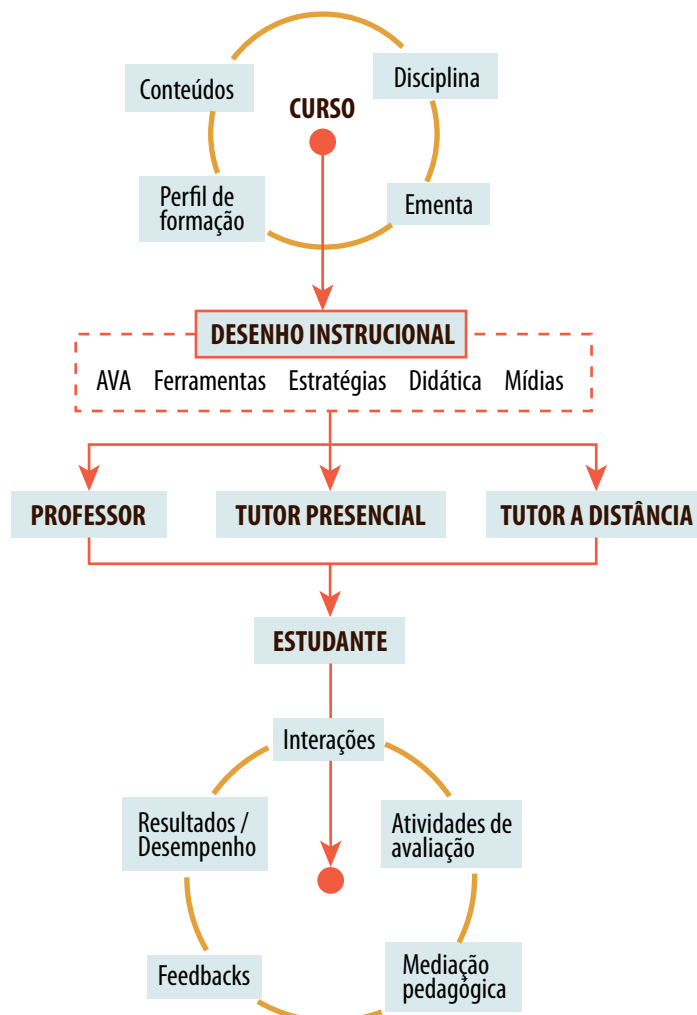 Conteúdos
Disciplina
CURSO
Perfil de
formação
Ementa
DESENHO INSTRUCIONAL
AVA Ferramentas Estratégias Didática Mídias
PROFESSOR
TUTOR PRESENCIAL
TUTOR A DISTÂNCIA
ESTUDANTE
Interações
Resultados /
Desempenho
Atividades de
avaliação
Feedbacks
Mediação
pedagógica